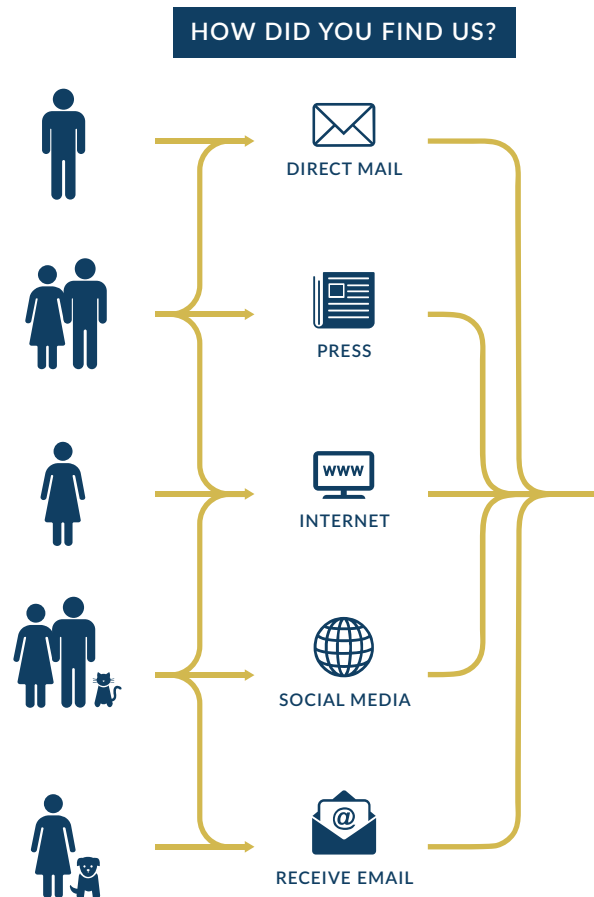 HOW DID YOU FIND US?
DIRECT MAIL
PRESS
WWW
INTERNET
SOCIAL MEDIA
@
RECEIVE EMAIL